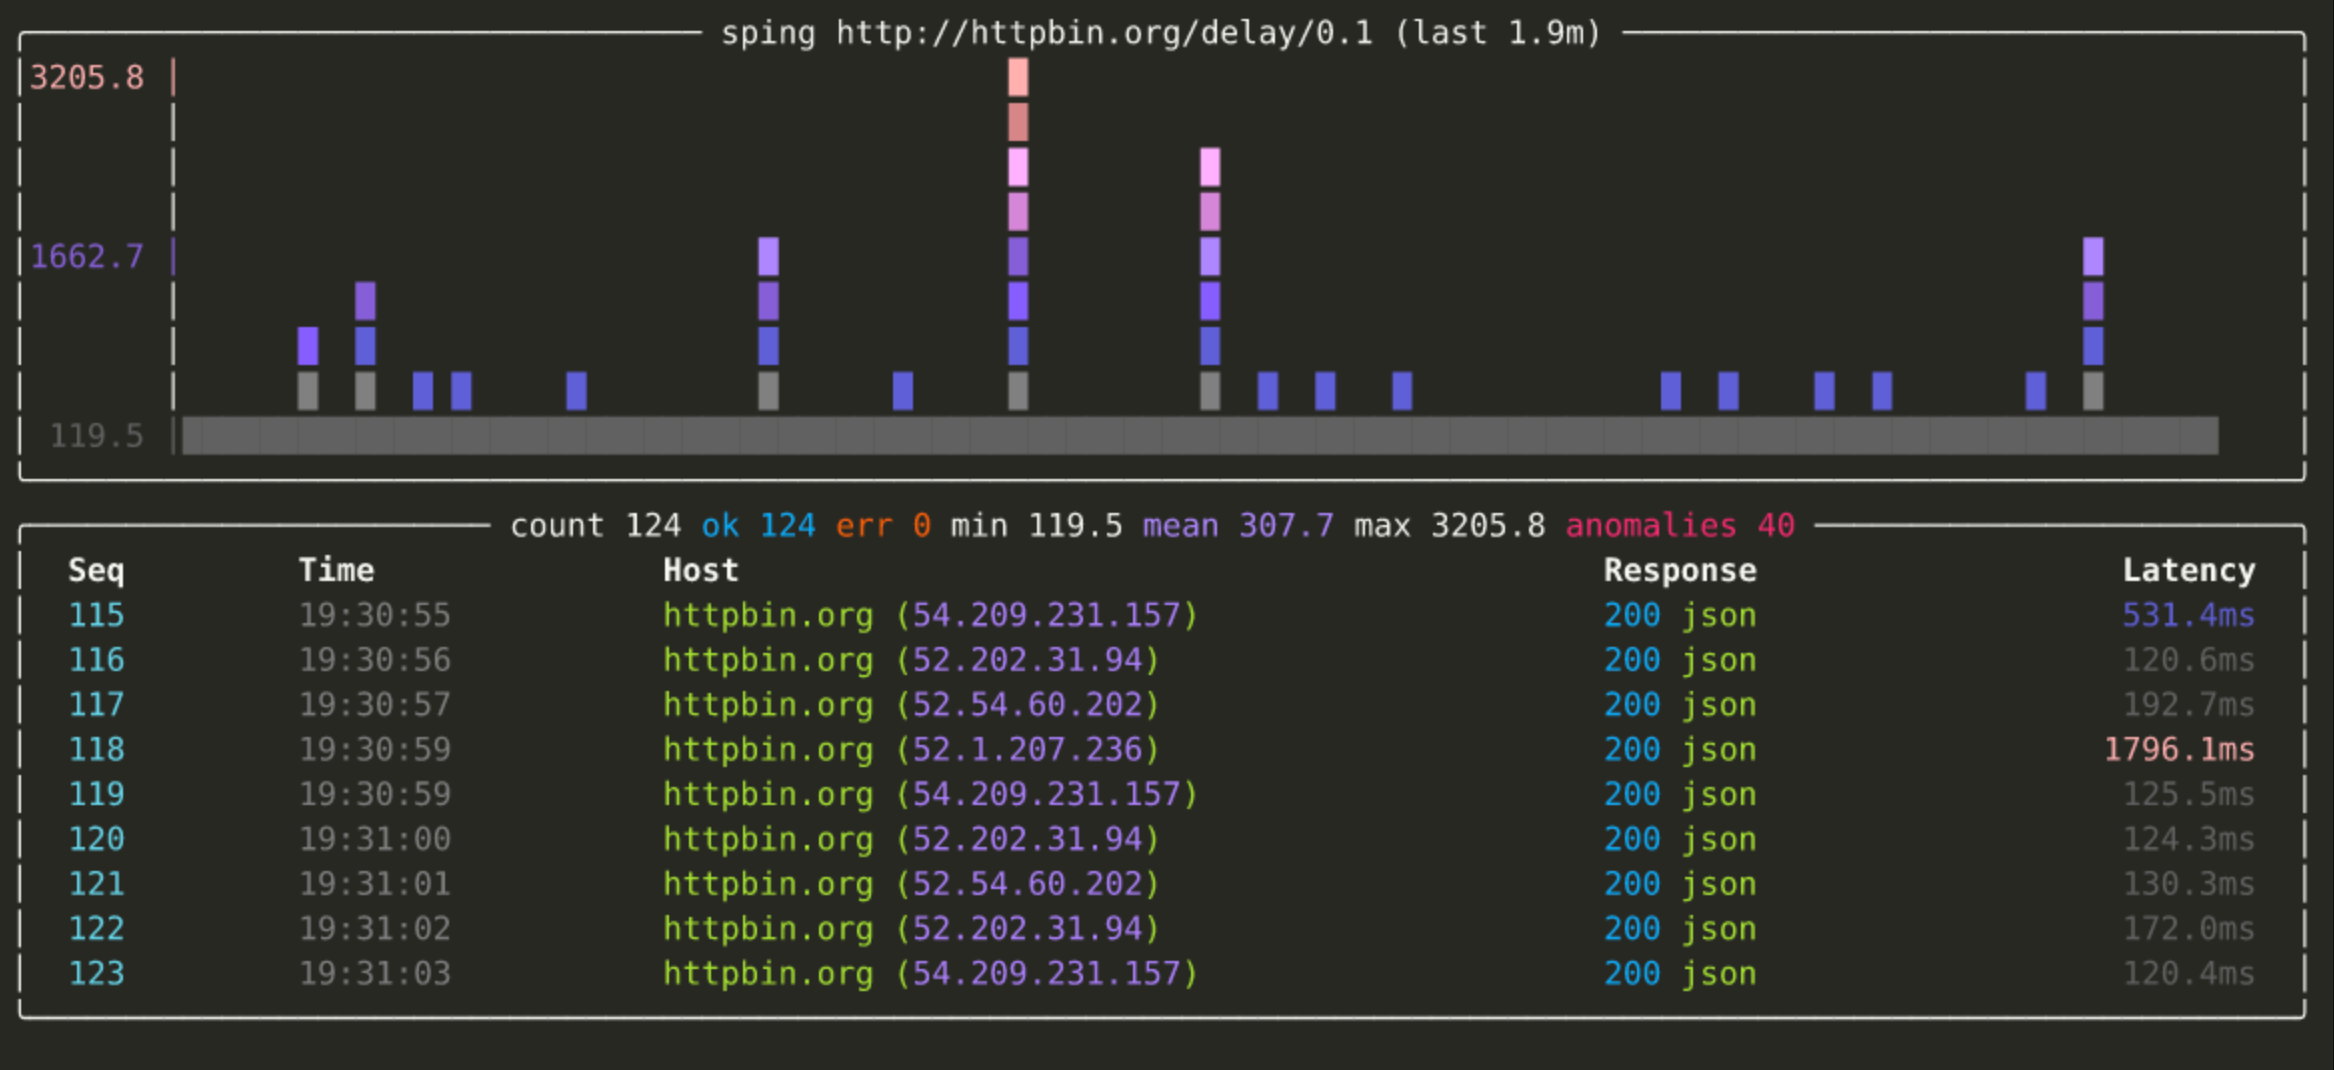 sping http://httpbin.org/delay/0.1 (last 1.9m)
3205.8
1662.7
119.5
count 124 ok 124 err 0 min 119.5 mean 307.7 max 3205.8 anomalies 40
Seq Time Host Response Latency
115 19:30:55 httpbin.org (54.209.231.157) 200 json 531.4ms
116 19:30:56 httpbin.org (52.202.31.94) 200 json 120.6ms
117 19:30:57 httpbin.org (52.54.60.202) 200 json 192.7ms
118 19:30:59 httpbin.org (52.1.207.236) 200 json 1796.1ms
119 19:30:59 httpbin.org (54.209.231.157) 200 json 125.5ms
120 19:31:00 httpbin.org (52.202.31.94) 200 json 124.3ms
121 19:31:01 httpbin.org (52.54.60.202) 200 json 130.3ms
122 19:31:02 httpbin.org (52.202.31.94) 200 json 172.0ms
123 19:31:03 httpbin.org (54.209.231.157) 200 json 120.4ms